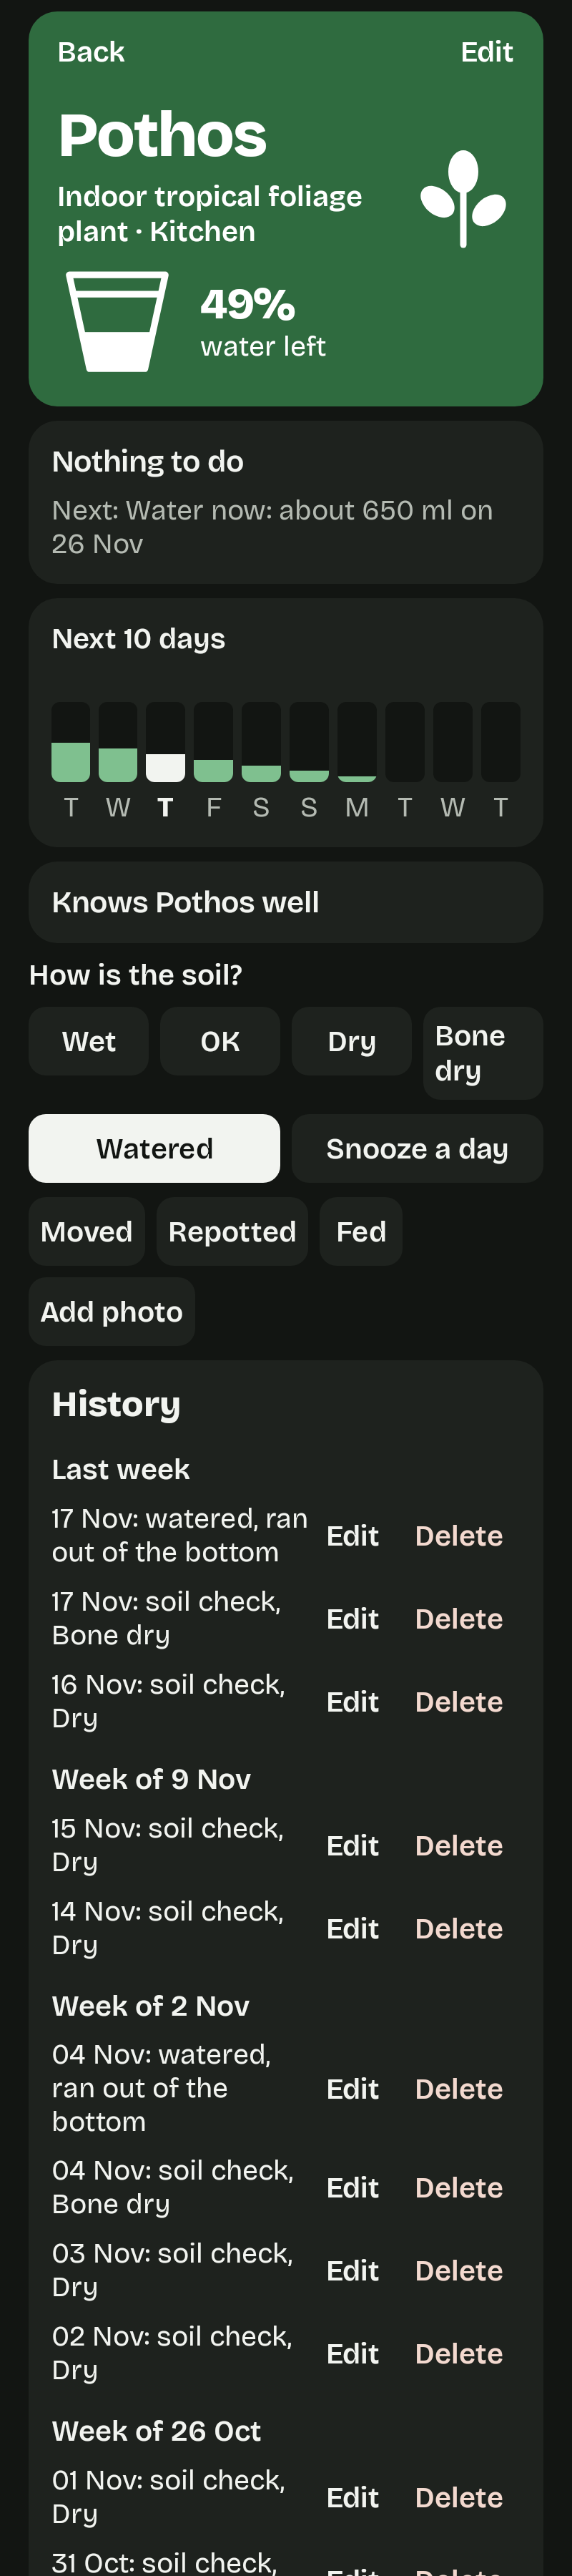 Back
Edit
Pothos
Indoor tropical foliage
plant · Kitchen
49%
water left
Nothing to do
Next: Water now: about 650 ml on
26 Nov
Next 10 days
T W T F S S M T W T
Knows Pothos well
How is the soil?
Wet
OK
Dry
Bone
dry
Watered
Snooze a day
Moved
Repotted
Fed
Add photo
History
Last week
17 Nov: watered, ran
out of the bottom
Edit
Delete
17 Nov: soil check,
Bone dry
Edit
Delete
16 Nov: soil check,
Dry
Edit
Delete
Week of 9 Nov
15 Nov: soil check,
Dry
Edit
Delete
14 Nov: soil check,
Dry
Edit
Delete
Week of 2 Nov
04 Nov: watered,
ran out of the
bottom
Edit
Delete
04 Nov: soil check,
Bone dry
Edit
Delete
03 Nov: soil check,
Dry
Edit
Delete
02 Nov: soil check,
Dry
Edit
Delete
Week of 26 Oct
01 Nov: soil check,
Dry
Edit
Delete
31 Oct: soil check,